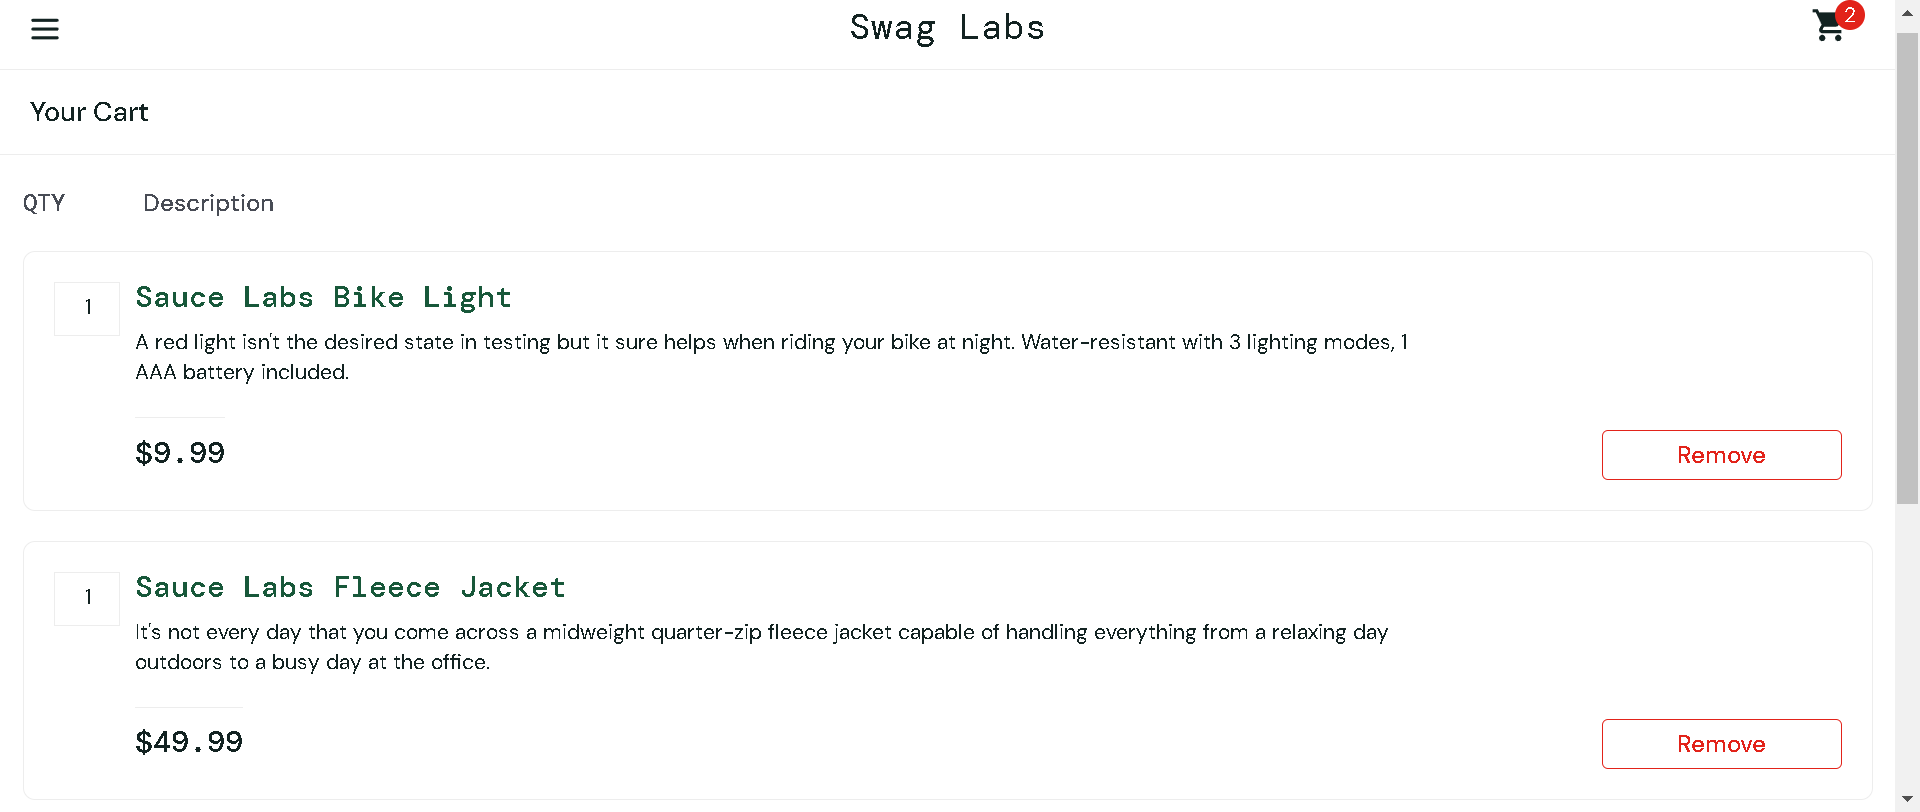 Swag Labs
2
Your Cart
QTY Description
1
Sauce Labs Bike Light
A red light isn't the desired state in testing but it sure helps when riding your bike at night. Water-resistant with 3 lighting modes, 1
AAA battery included.
$9.99
Remove
1
Sauce Labs Fleece Jacket
It's not every day that you come across a midweight quarter-zip fleece jacket capable of handling everything from a relaxing day
outdoors to a busy day at the office.
$49.99
Remove